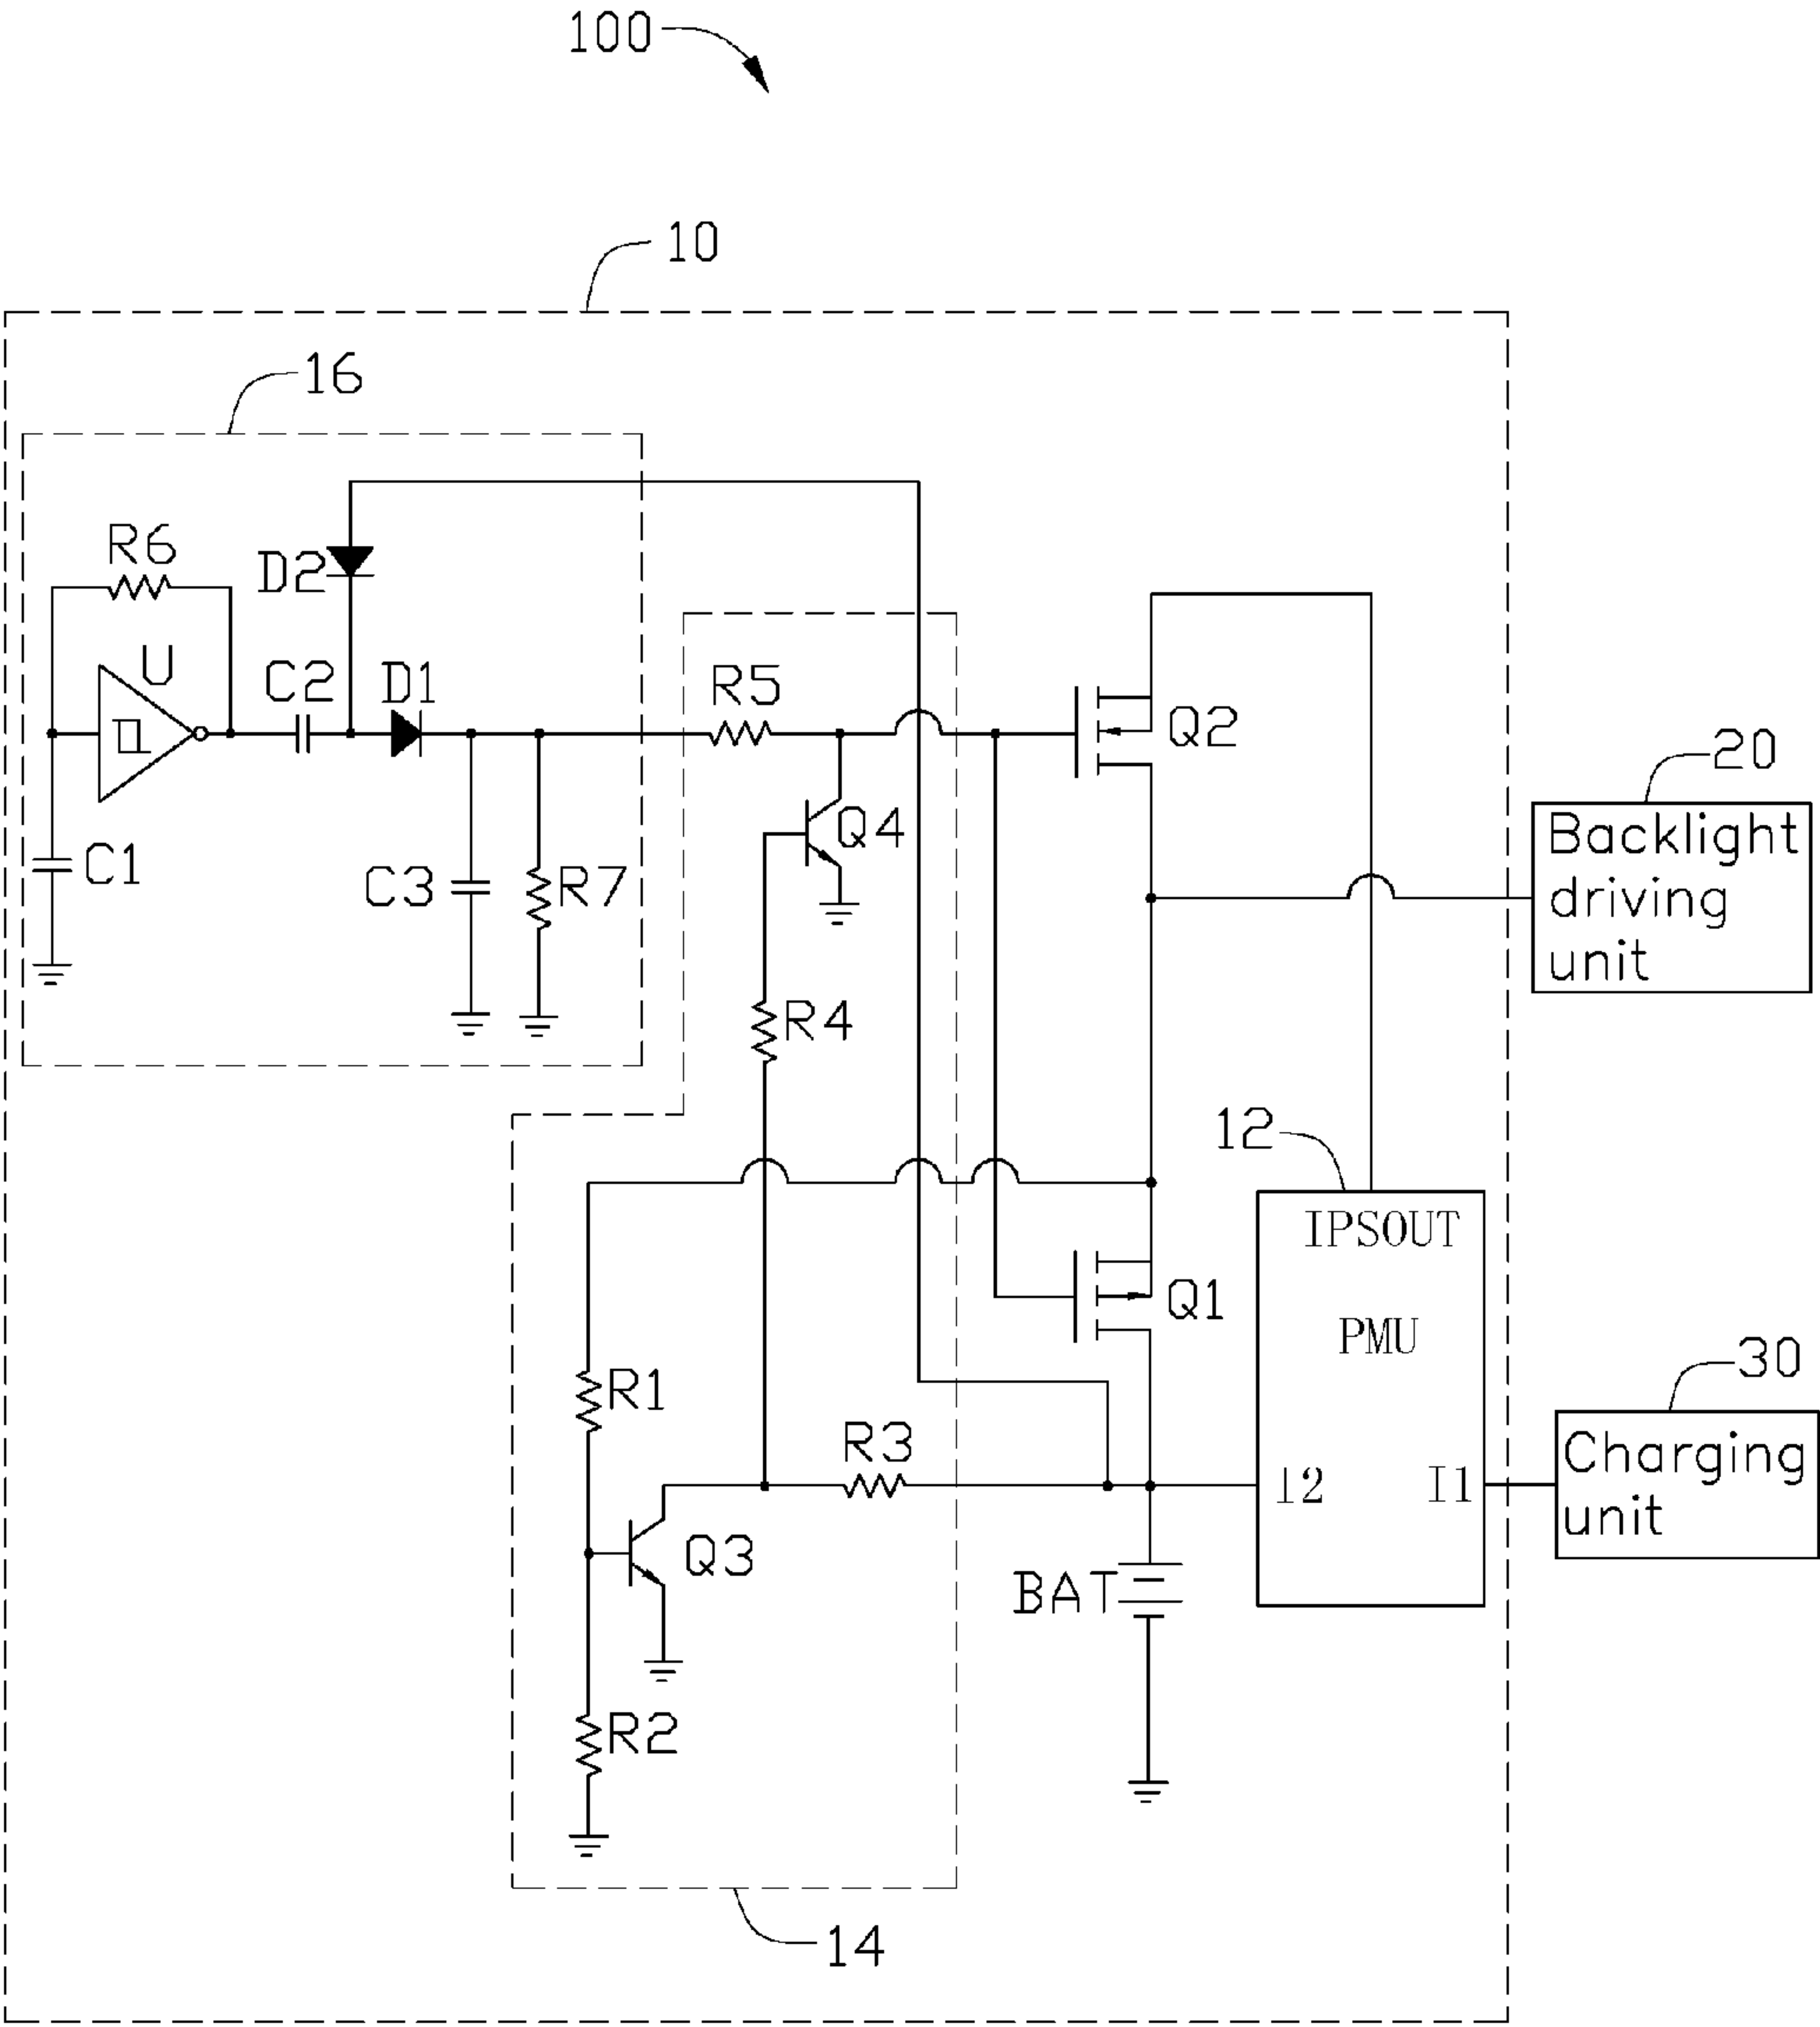 100
10
16
R6
D2
U
C2
D1
R5
Q2
20
Backlight
driving
unit
Q4
C1
C3
R7
R4
12
IPSOUT
Q1
PMU
30
R1
R3
Charging
unit
I2
I1
Q3
BAT
R2
14